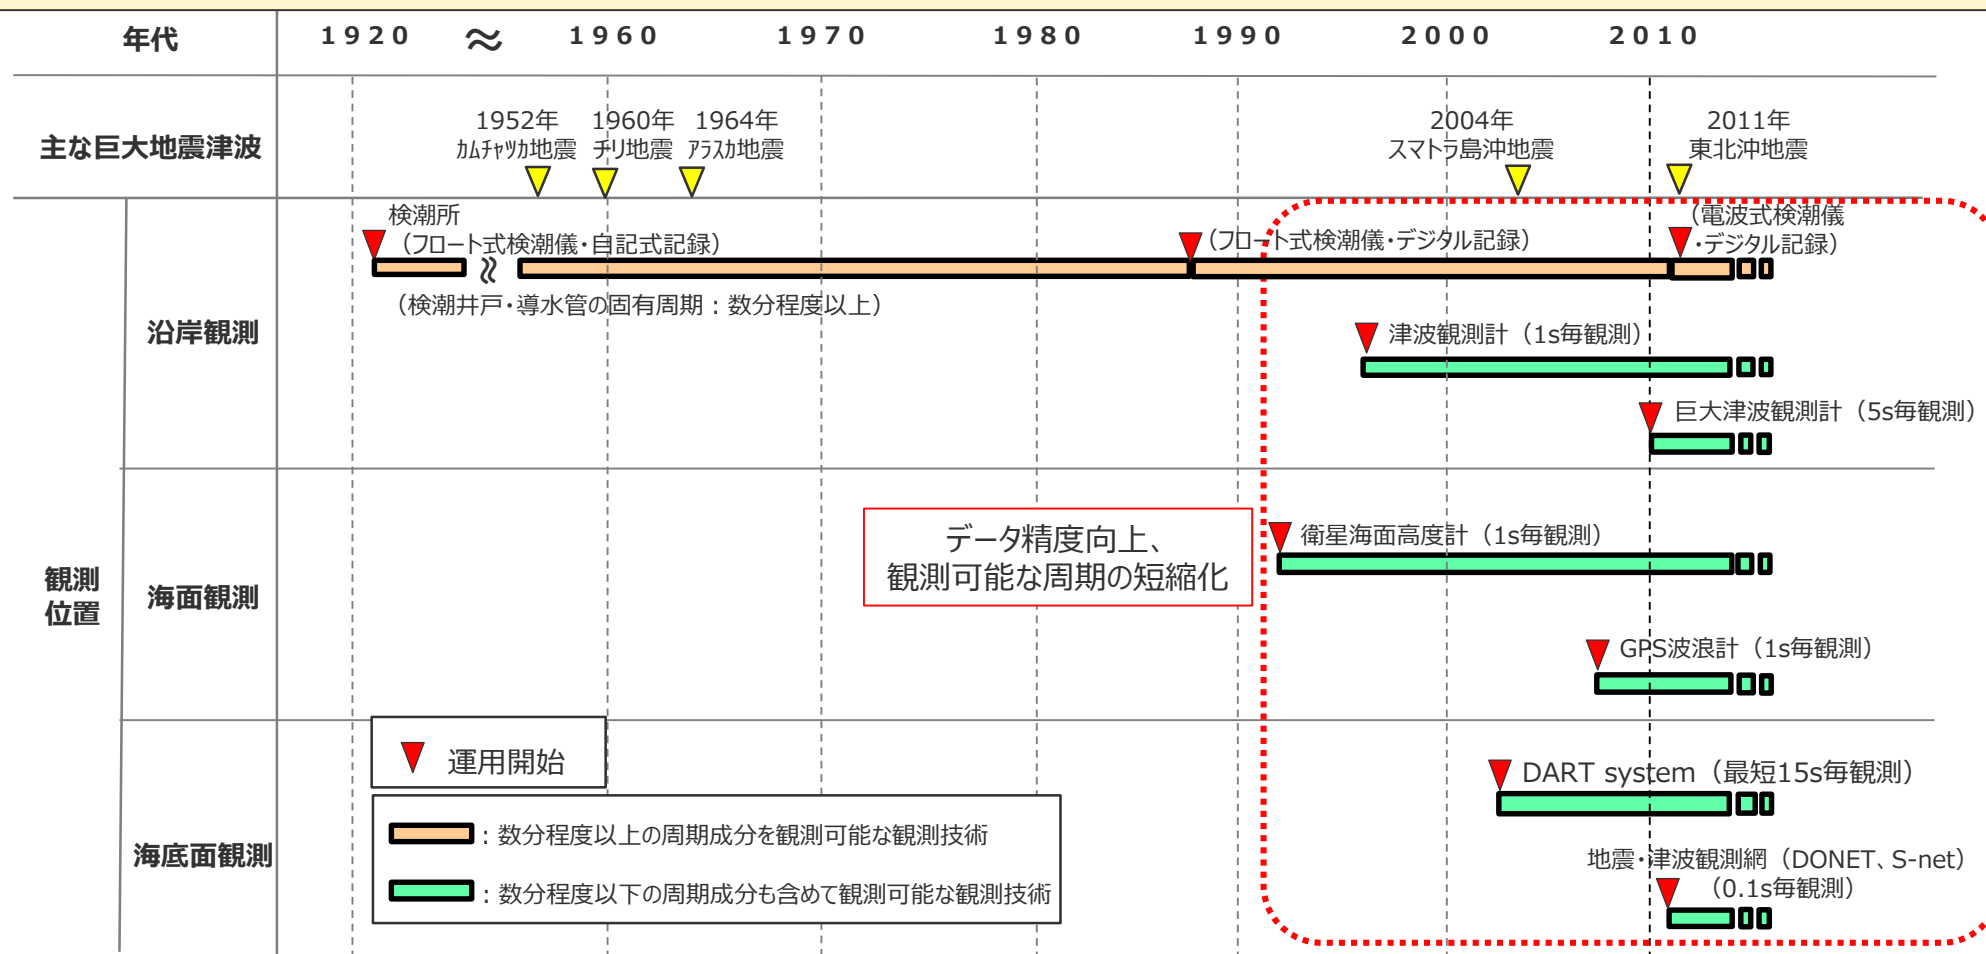 年代
1920 ≈ 1960 1970 1980 1990 2000 2010
主な巨大地震津波
1952年
カムチャツカ地震
1960年
チリ地震
1964年
アラスカ地震
2004年
スマトラ島沖地震
2011年
東北沖地震
観測
位置
沿岸観測
検潮所
（フロート式検潮儀・自記式記録）
（フロート式検潮儀・デジタル記録）
（電波式検潮儀
・デジタル記録）
（検潮井戸・導水管の固有周期：数分程度以上）
津波観測計（1s毎観測）
巨大津波観測計（5s毎観測）
海面観測
データ精度向上、
観測可能な周期の短縮化
衛星海面高度計（1s毎観測）
GPS波浪計（1s毎観測）
海底面観測
運用開始
：数分程度以上の周期成分を観測可能な観測技術
：数分程度以下の周期成分も含めて観測可能な観測技術
DART system（最短15s毎観測）
地震・津波観測網（DONET、S-net）
（0.1s毎観測）